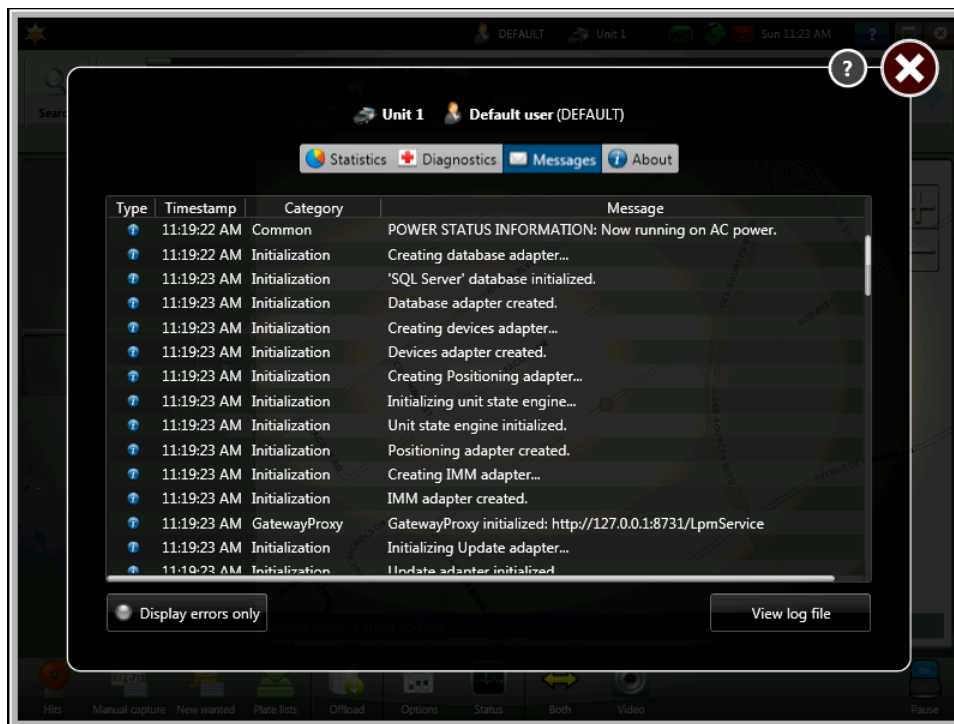 DEFAULT Unit 1 Sun 11:23 AM ?
?
Unit 1 Default user (DEFAULT)
Statistics Diagnostics Messages About
Type Timestamp Category Message
11:19:22 AM Common POWER STATUS INFORMATION: Now running on AC power.
11:19:22 AM Initialization Creating database adapter...
11:19:23 AM Initialization 'SQL Server' database initialized.
11:19:23 AM Initialization Database adapter created.
11:19:23 AM Initialization Creating devices adapter...
11:19:23 AM Initialization Devices adapter created.
11:19:23 AM Initialization Creating Positioning adapter...
11:19:23 AM Initialization Initializing unit state engine...
11:19:23 AM Initialization Unit state engine initialized.
11:19:23 AM Initialization Positioning adapter created.
11:19:23 AM Initialization Creating IMM adapter...
11:19:23 AM Initialization IMM adapter created.
11:19:23 AM GatewayProxy GatewayProxy initialized: http://127.0.0.1:8731/LpmService
11:19:23 AM Initialization Initializing Update adapter...
11:19:23 AM Initialization Update adapter initialized
Display errors only View log file
Hits Manual capture New wanted Plate lists Offload Options Status Both Video Pause